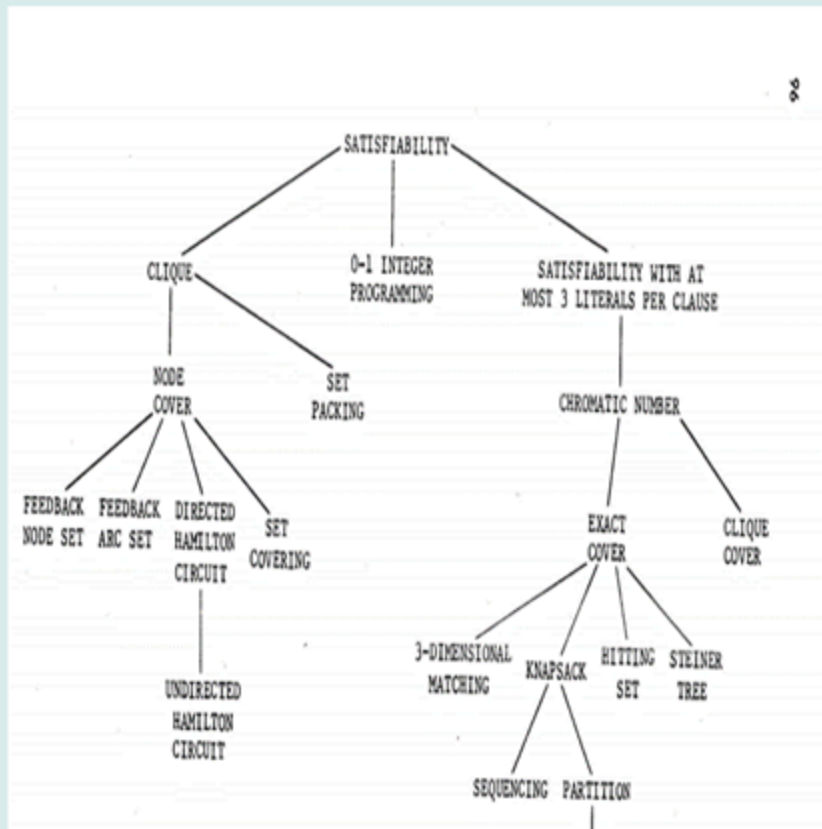 96
SATISFIABILITY
CLIQUE
0-1 INTEGER
PROGRAMMING
SATISFIABILITY WITH AT
MOST 3 LITERALS PER CLAUSE
NODE
COVER
SET
PACKING
CHROMATIC NUMBER
FEEDBACK
NODE SET
FEEDBACK
ARC SET
DIRECTED
HAMILTON
CIRCUIT
SET
COVERING
EXACT
COVER
CLIQUE
COVER
UNDIRECTED
HAMILTON
CIRCUIT
3-DIMENSIONAL
MATCHING
KNAPSACK
HITTING
SET
STEINER
TREE
SEQUENCING
PARTITION